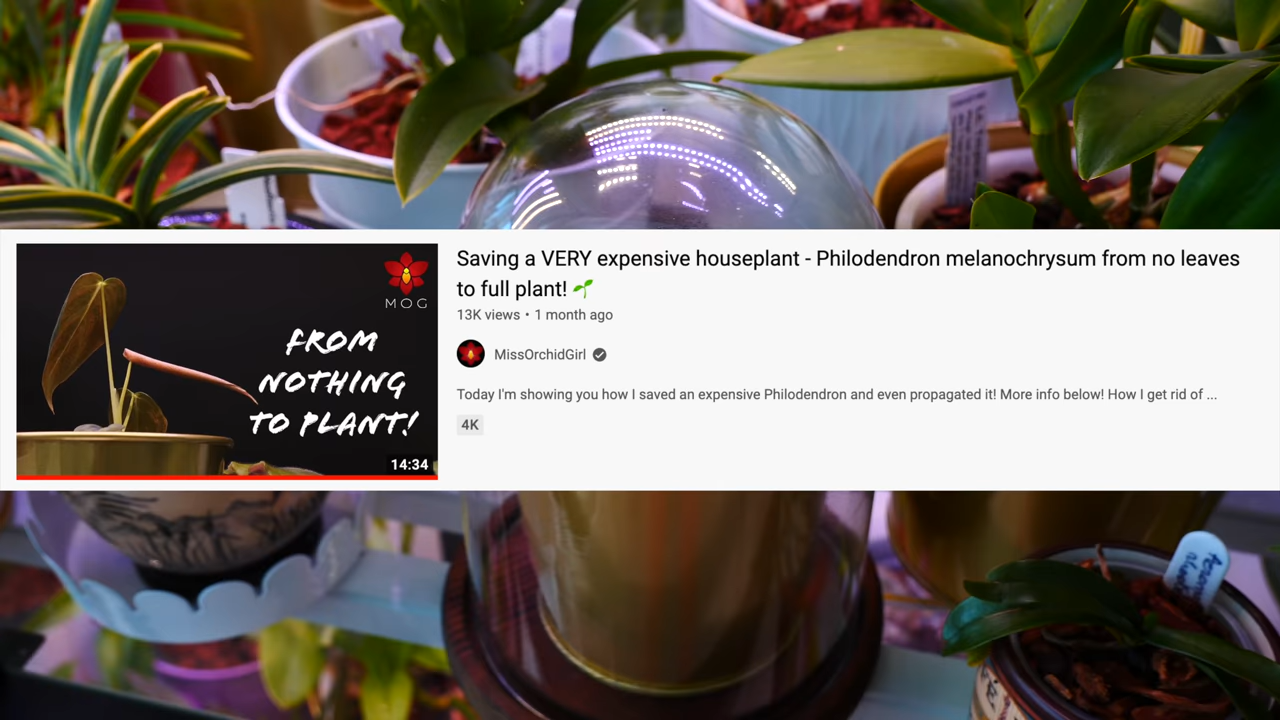 MOG
FROM
NOTHING
TO PLANT!
14:34
Saving a VERY expensive houseplant - Philodendron melanochrysum from no leaves
to full plant! 🌱
13K views • 1 month ago
MissOrchidGirl
Today I'm showing you how I saved an expensive Philodendron and even propagated it! More info below! How I get rid of ...
4K